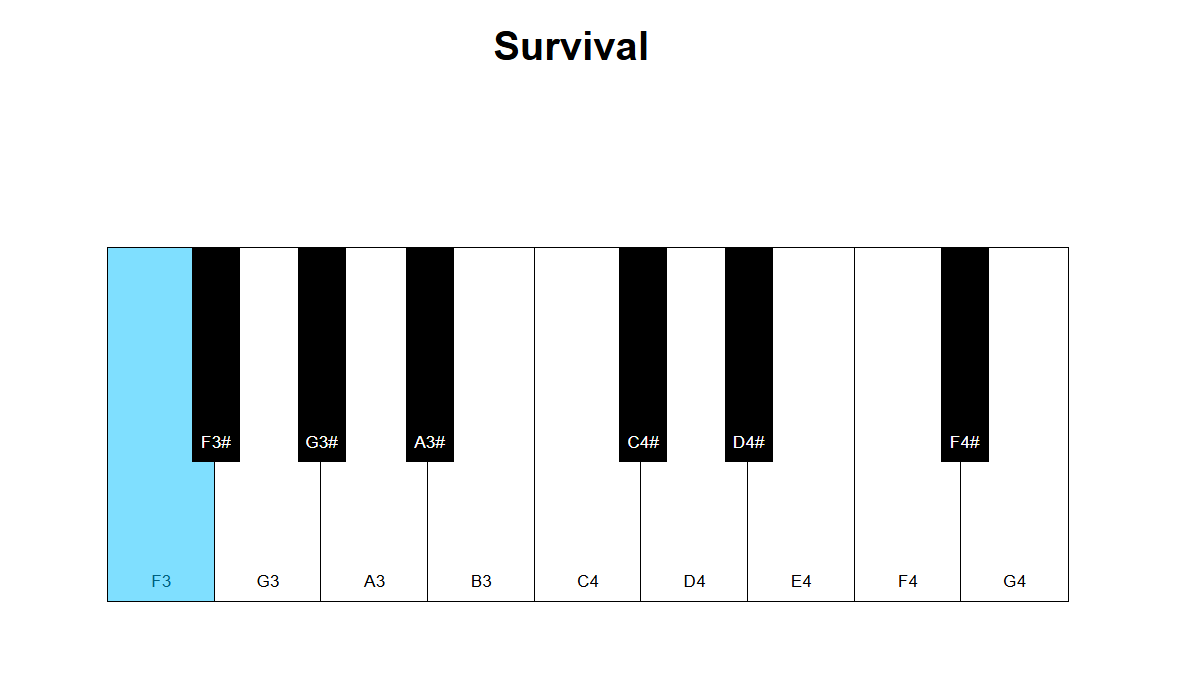 Survival
F3# G3# A3# C4# D4# F4#
F3 G3 A3 B3 C4 D4 E4 F4 G4